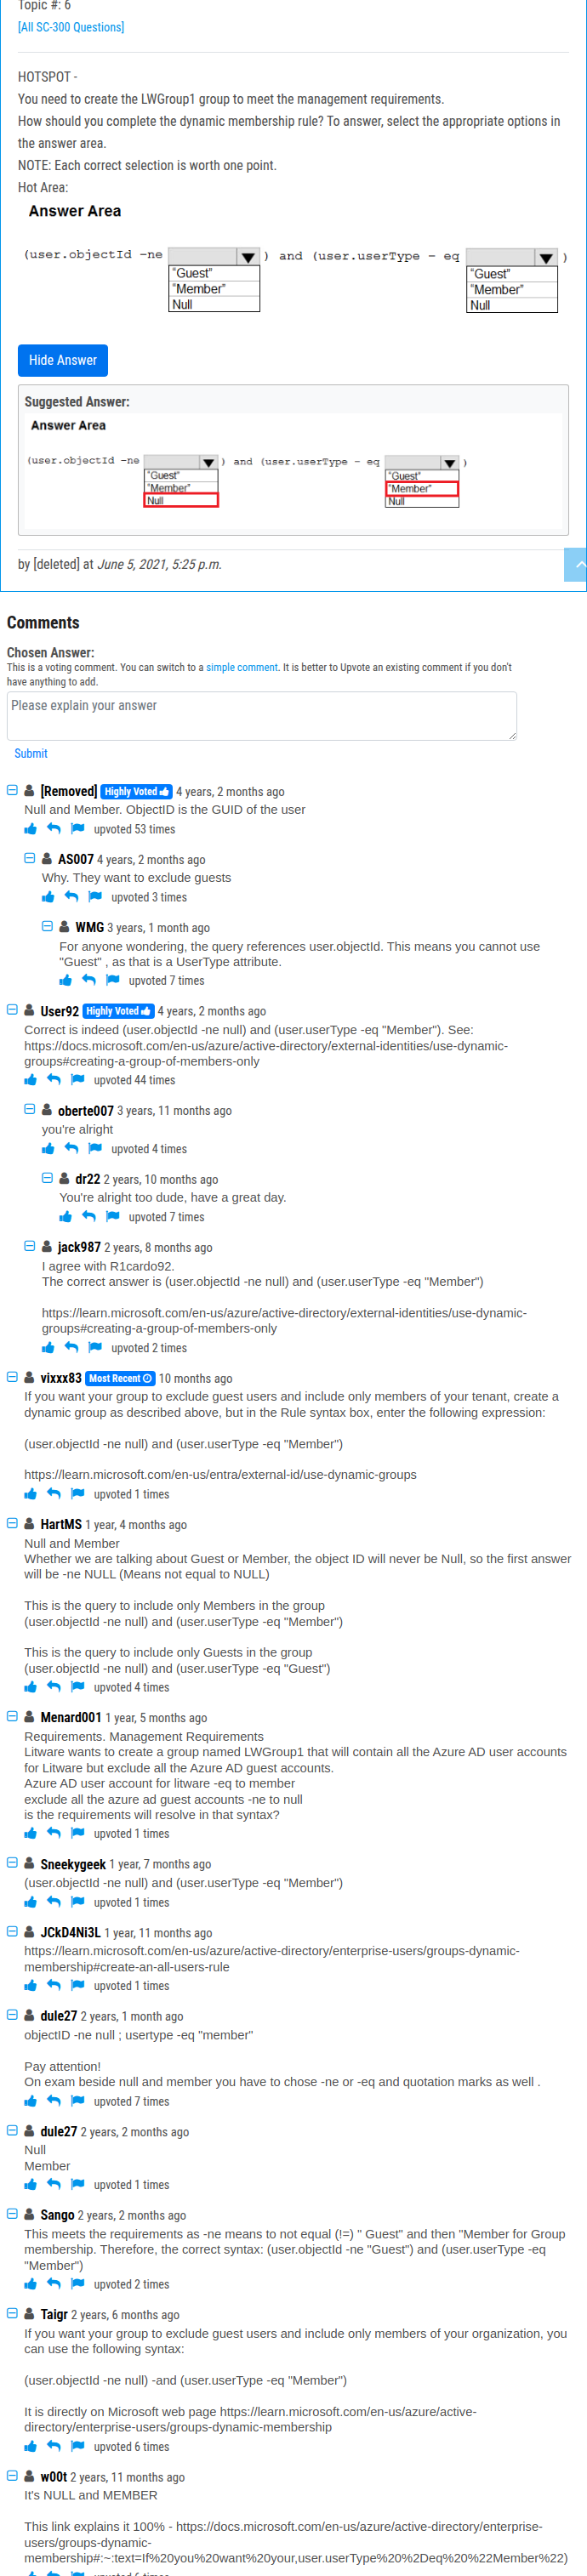 Topic #: 6
[All SC-300 Questions]
HOTSPOT -
You need to create the LWGroup1 group to meet the management requirements.
How should you complete the dynamic membership rule? To answer, select the appropriate options in
the answer area.
NOTE: Each correct selection is worth one point.
Hot Area:
Answer Area
(user.objectId -ne ) and (user.userType - eq )
"Guest" "Guest"
"Member" "Member"
Null Null
Hide Answer
Suggested Answer:
Answer Area
(user.objectId -ne ) and (user.userType - eq )
"Guest" "Guest"
"Member" "Member"
Null Null
by [deleted] at June 5, 2021, 5:25 p.m.
Comments
Chosen Answer:
This is a voting comment. You can switch to a simple comment. It is better to Upvote an existing comment if you don't
have anything to add.
Please explain your answer
Submit
[Removed] Highly Voted 4 years, 2 months ago
Null and Member. ObjectID is the GUID of the user
upvoted 53 times
AS007 4 years, 2 months ago
Why. They want to exclude guests
upvoted 3 times
WMG 3 years, 1 month ago
For anyone wondering, the query references user.objectId. This means you cannot use
"Guest" , as that is a UserType attribute.
upvoted 7 times
User92 Highly Voted 4 years, 2 months ago
Correct is indeed (user.objectId -ne null) and (user.userType -eq "Member"). See:
https://docs.microsoft.com/en-us/azure/active-directory/external-identities/use-dynamic-
groups#creating-a-group-of-members-only
upvoted 44 times
oberte007 3 years, 11 months ago
you're alright
upvoted 4 times
dr22 2 years, 10 months ago
You're alright too dude, have a great day.
upvoted 7 times
jack987 2 years, 8 months ago
I agree with R1cardo92.
The correct answer is (user.objectId -ne null) and (user.userType -eq "Member")
https://learn.microsoft.com/en-us/azure/active-directory/external-identities/use-dynamic-
groups#creating-a-group-of-members-only
upvoted 2 times
vixxx83 Most Recent 10 months ago
If you want your group to exclude guest users and include only members of your tenant, create a
dynamic group as described above, but in the Rule syntax box, enter the following expression:
(user.objectId -ne null) and (user.userType -eq "Member")
https://learn.microsoft.com/en-us/entra/external-id/use-dynamic-groups
upvoted 1 times
HartMS 1 year, 4 months ago
Null and Member
Whether we are talking about Guest or Member, the object ID will never be Null, so the first answer
will be -ne NULL (Means not equal to NULL)
This is the query to include only Members in the group
(user.objectId -ne null) and (user.userType -eq "Member")
This is the query to include only Guests in the group
(user.objectId -ne null) and (user.userType -eq "Guest")
upvoted 4 times
Menard001 1 year, 5 months ago
Requirements. Management Requirements
Litware wants to create a group named LWGroup1 that will contain all the Azure AD user accounts
for Litware but exclude all the Azure AD guest accounts.
Azure AD user account for litware -eq to member
exclude all the azure ad guest accounts -ne to null
is the requirements will resolve in that syntax?
upvoted 1 times
Sneekygeek 1 year, 7 months ago
(user.objectId -ne null) and (user.userType -eq "Member")
upvoted 1 times
JCkD4Ni3L 1 year, 11 months ago
https://learn.microsoft.com/en-us/azure/active-directory/enterprise-users/groups-dynamic-
membership#create-an-all-users-rule
upvoted 1 times
dule27 2 years, 1 month ago
objectID -ne null ; usertype -eq "member"
Pay attention!
On exam beside null and member you have to chose -ne or -eq and quotation marks as well .
upvoted 7 times
dule27 2 years, 2 months ago
Null
Member
upvoted 1 times
Sango 2 years, 2 months ago
This meets the requirements as -ne means to not equal (!=) " Guest" and then "Member for Group
membership. Therefore, the correct syntax: (user.objectId -ne "Guest") and (user.userType -eq
"Member")
upvoted 2 times
Taigr 2 years, 6 months ago
If you want your group to exclude guest users and include only members of your organization, you
can use the following syntax:
(user.objectId -ne null) -and (user.userType -eq "Member")
It is directly on Microsoft web page https://learn.microsoft.com/en-us/azure/active-
directory/enterprise-users/groups-dynamic-membership
upvoted 6 times
w00t 2 years, 11 months ago
It's NULL and MEMBER
This link explains it 100% - https://docs.microsoft.com/en-us/azure/active-directory/enterprise-
users/groups-dynamic-
membership#:~:text=If%20you%20want%20your,user.userType%20%2Deq%20%22Member%22)